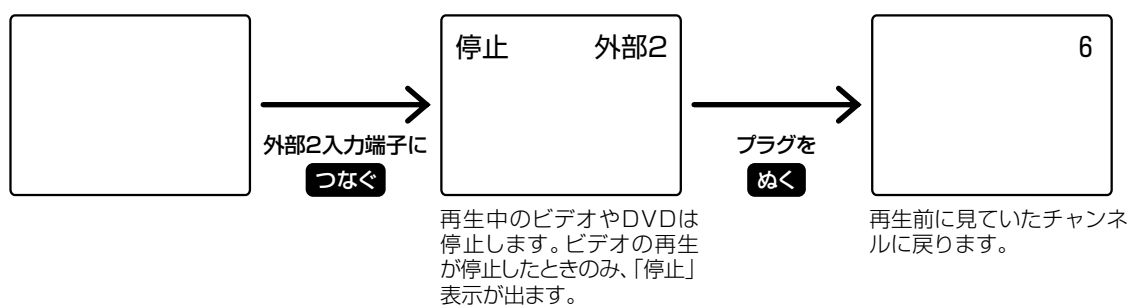 停止 外部2
6
外部2入力端子に
つなぐ
プラグを
ぬく
再生中のビデオやDVDは
停止します。ビデオの再生
が停止したときのみ、「停止」
表示が出ます。
再生前に見ていたチャンネ
ルに戻ります。